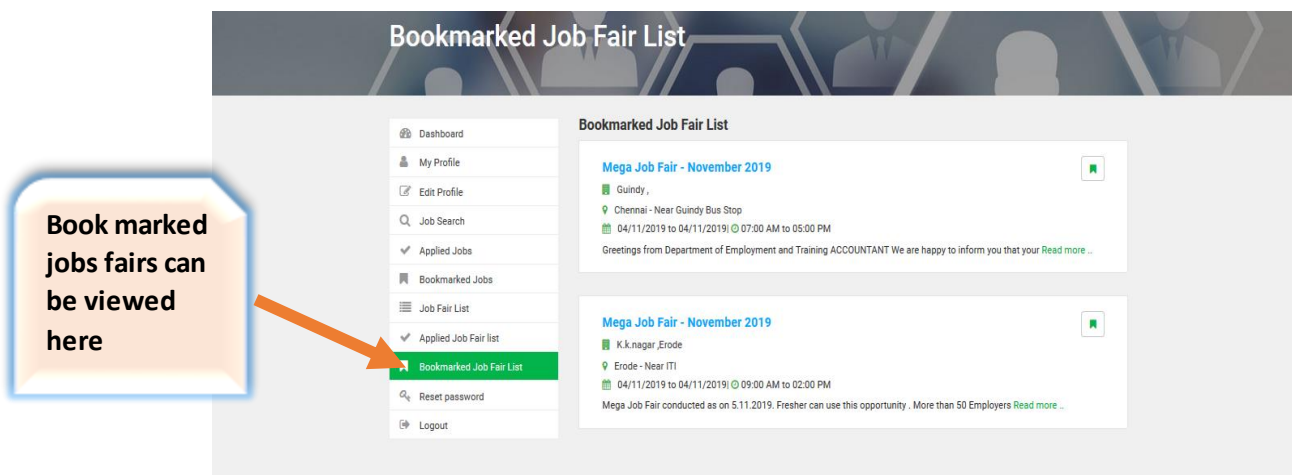 Bookmarked Job Fair List
Book marked
jobs fairs can
be viewed
here
Dashboard
My Profile
Edit Profile
Job Search
Applied Jobs
Bookmarked Jobs
Job Fair List
Applied Job Fair list
Bookmarked Job Fair List
Reset password
Logout
Bookmarked Job Fair List
Mega Job Fair - November 2019
Guindy ,
Chennai - Near Guindy Bus Stop
04/11/2019 to 04/11/2019| 07:00 AM to 05:00 PM
Greetings from Department of Employment and Training ACCOUNTANT We are happy to inform you that your Read more ..
Mega Job Fair - November 2019
K.k.nagar ,Erode
Erode - Near ITI
04/11/2019 to 04/11/2019| 09:00 AM to 02:00 PM
Mega Job Fair conducted as on 5.11.2019. Fresher can use this opportunity . More than 50 Employers Read more ..